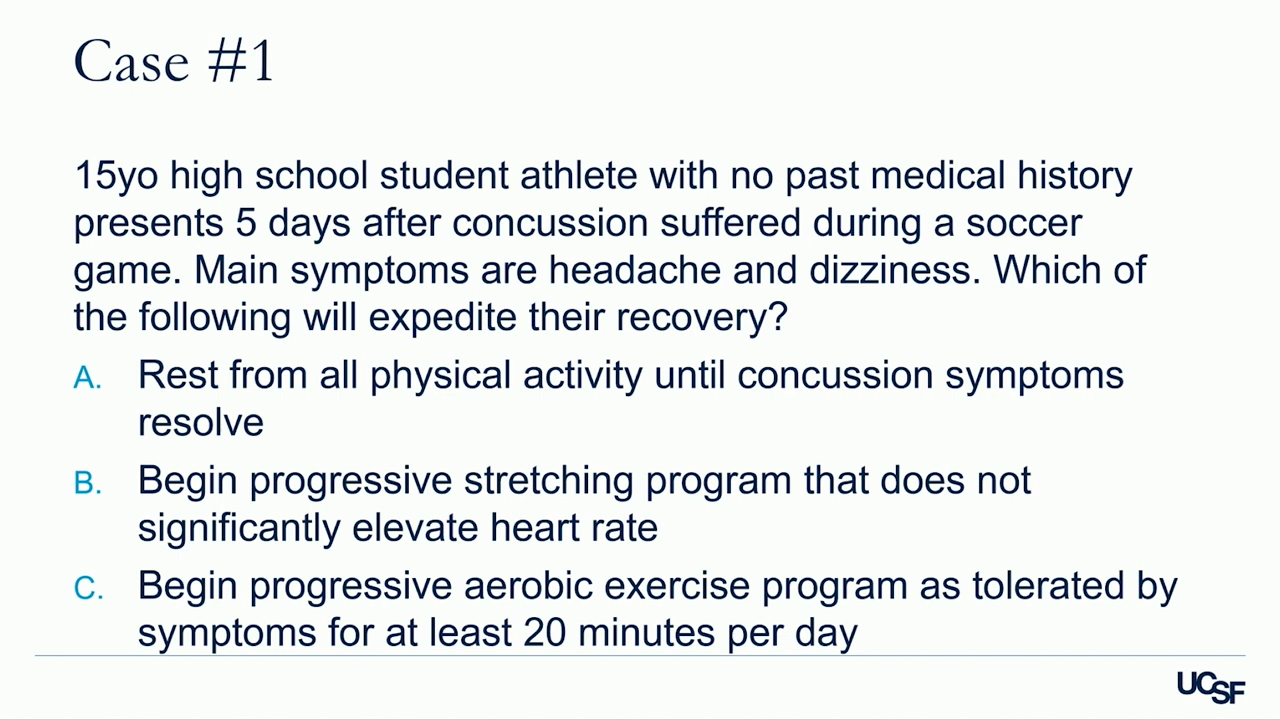 Case #1
15yo high school student athlete with no past medical history
presents 5 days after concussion suffered during a soccer
game. Main symptoms are headache and dizziness. Which of
the following will expedite their recovery?
A. Rest from all physical activity until concussion symptoms
resolve
B. Begin progressive stretching program that does not
significantly elevate heart rate
C. Begin progressive aerobic exercise program as tolerated by
symptoms for at least 20 minutes per day
UCSF